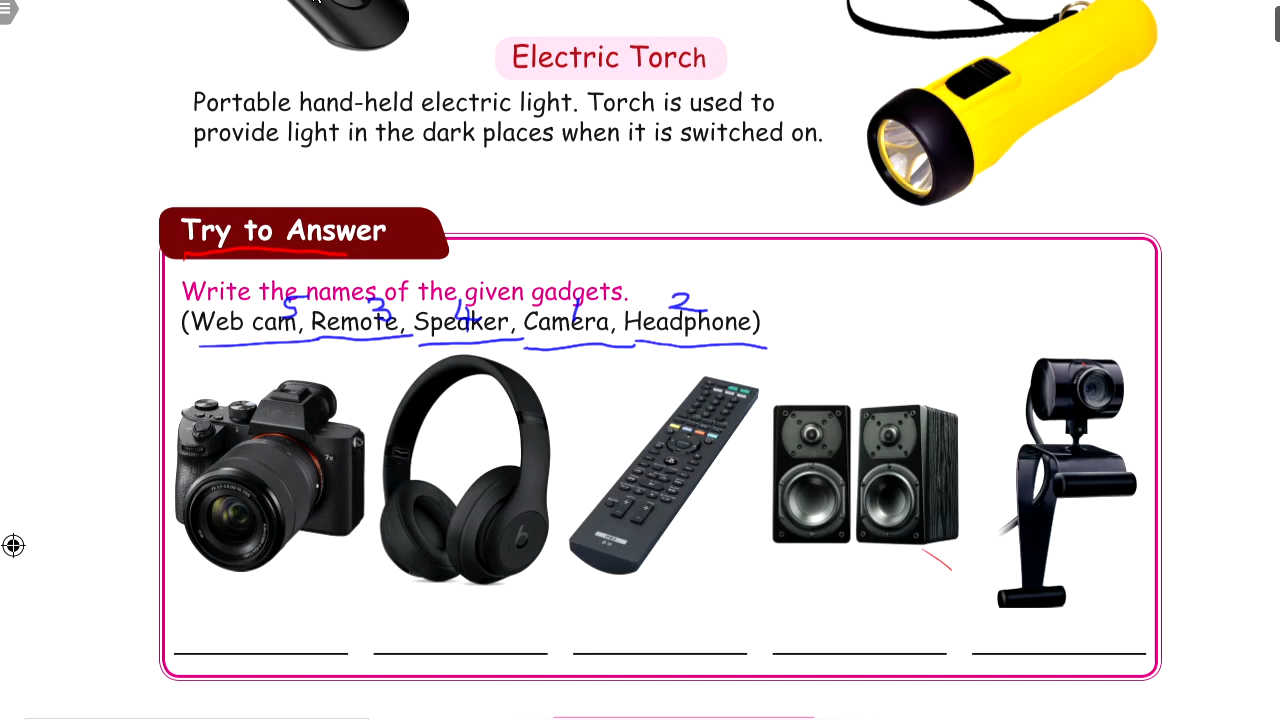 Electric Torch
Portable hand-held electric light. Torch is used to
provide light in the dark places when it is switched on.
Try to Answer
Write the names of the given gadgets.
5 3 4 1 2
(Web cam, Remote, Speaker, Camera, Headphone)